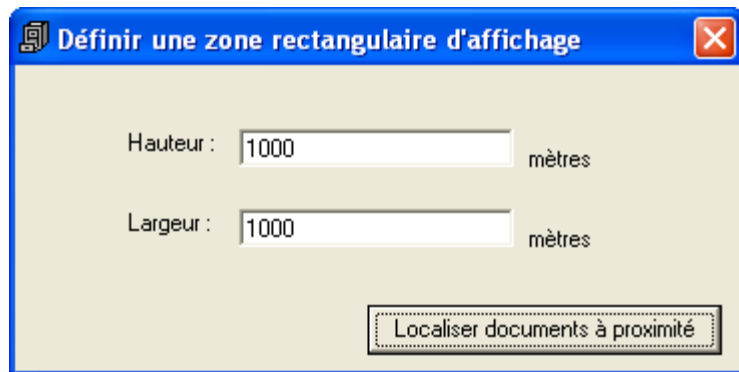 Définir une zone rectangulaire d'affichage
Hauteur : 1000 mètres
Largeur : 1000 mètres
Localiser documents à proximité